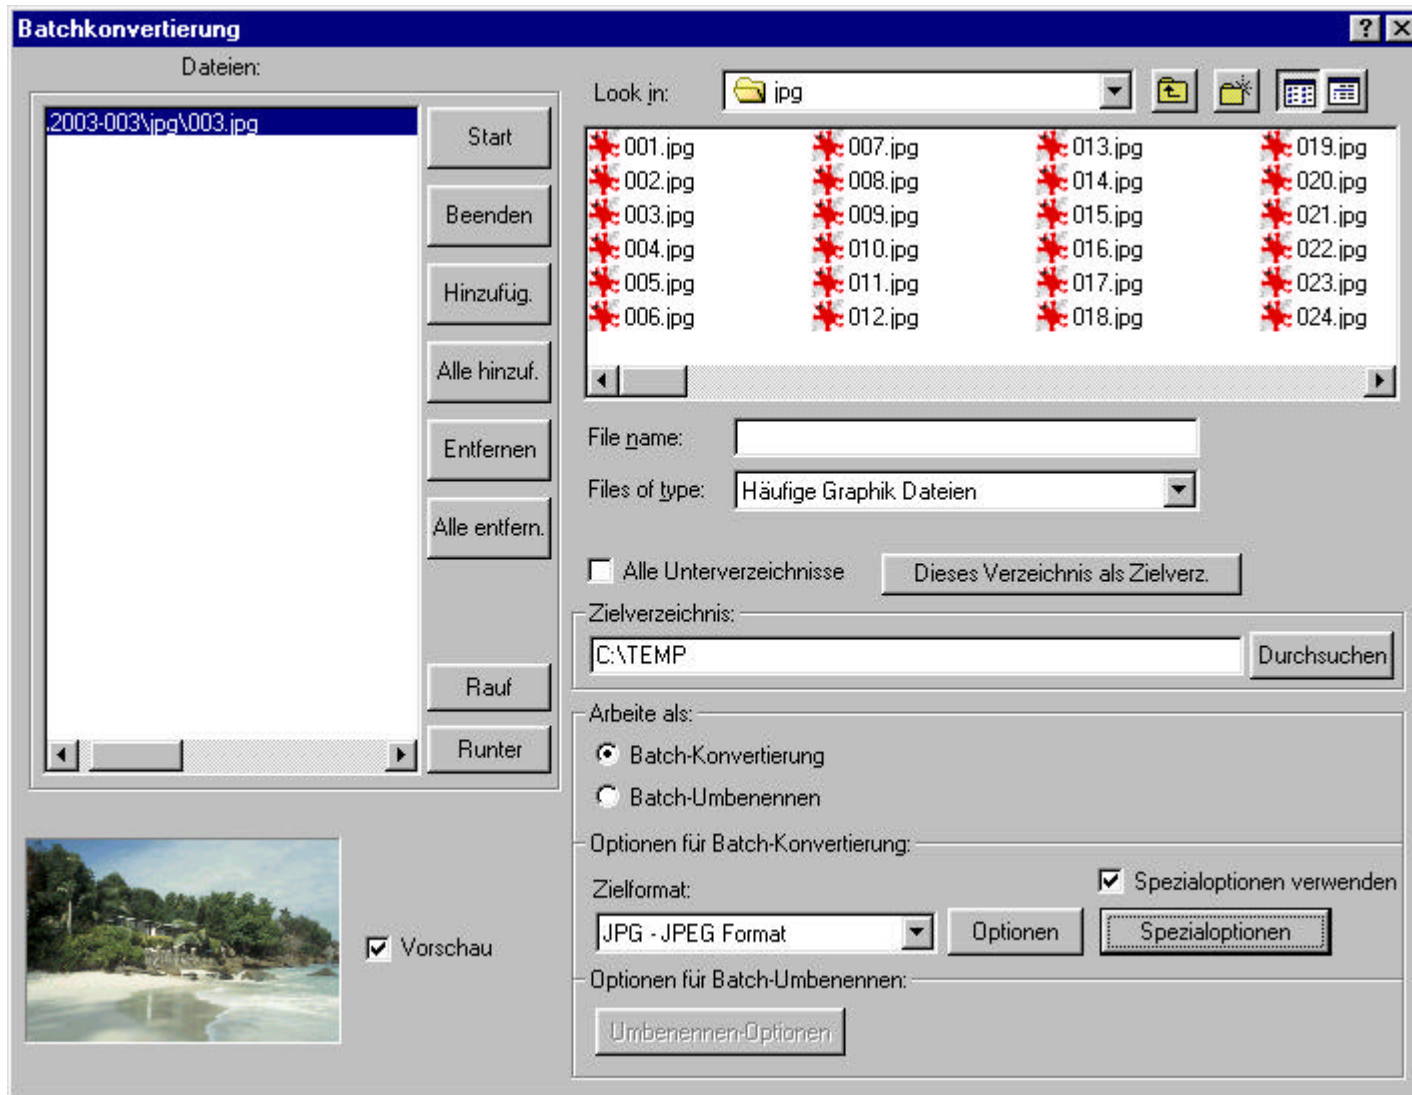 Batchkonvertierung
Dateien:
.2003-003\jpg\003.jpg
Start
Beenden
Hinzufüg.
Alle hinzuf.
Entfernen
Alle entfern.
Rauf
Runter
Vorschau
Look in:
jpg
001.jpg 007.jpg 013.jpg 019.jpg
002.jpg 008.jpg 014.jpg 020.jpg
003.jpg 009.jpg 015.jpg 021.jpg
004.jpg 010.jpg 016.jpg 022.jpg
005.jpg 011.jpg 017.jpg 023.jpg
006.jpg 012.jpg 018.jpg 024.jpg
File name:
Files of type: Häufige Graphik Dateien
Alle Unterverzeichnisse
Dieses Verzeichnis als Zielverz.
Zielverzeichnis:
C:\TEMP
Durchsuchen
Arbeite als:
Batch-Konvertierung
Batch-Umbenennen
Optionen für Batch-Konvertierung:
Zielformat:
Spezialoptionen verwenden
JPG - JPEG Format
Optionen
Spezialoptionen
Optionen für Batch-Umbenennen:
Umbenennen-Optionen